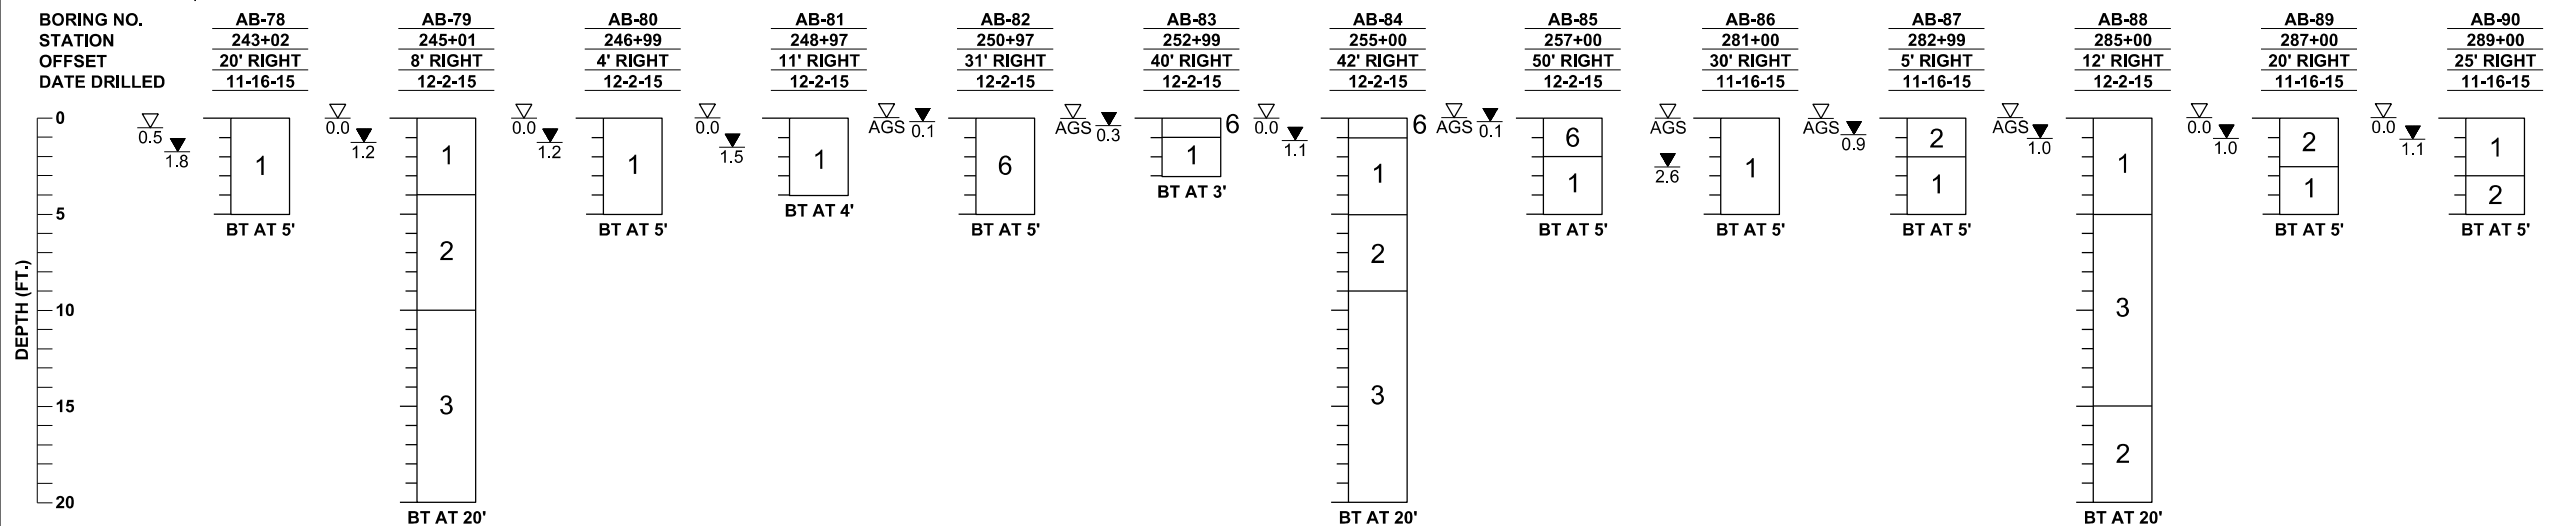 BORING NO. AB-78 AB-79 AB-80 AB-81 AB-82 AB-83 AB-84 AB-85 AB-86 AB-87 AB-88 AB-89 AB-90
STATION 243+02 245+01 246+99 248+97 250+97 252+99 255+00 257+00 281+00 282+99 285+00 287+00 289+00
OFFSET 20' RIGHT 8' RIGHT 4' RIGHT 11' RIGHT 31' RIGHT 40' RIGHT 42' RIGHT 50' RIGHT 30' RIGHT 5' RIGHT 12' RIGHT 20' RIGHT 25' RIGHT
DATE DRILLED 11-16-15 12-2-15 12-2-15 12-2-15 12-2-15 12-2-15 12-2-15 12-2-15 11-16-15 11-16-15 12-2-15 11-16-15 11-16-15
0 0.5 0.0 0.0 0.0 AGS 0.1 AGS 0.3 6 0.0 6 AGS 0.1 AGS AGS AGS 0.0 0.0
1.8 1.2 1.2 1.5 1.1 6 2.6 0.9 2 1.0 1.0 2 1.1
1 1 1 1 6 1 1 1 1 1 1 1 1 2
BT AT 3'
BT AT 4'
5
BT AT 5' BT AT 5' BT AT 5' BT AT 5' BT AT 5' BT AT 5' BT AT 5' BT AT 5'
2 2
DEPTH (FT.)
10 3
15 3 3
2
20
BT AT 20' BT AT 20' BT AT 20'